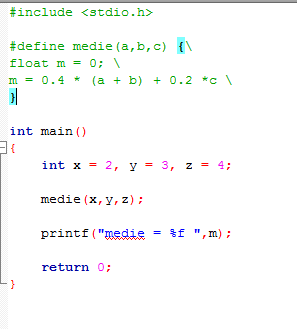 #include <stdio.h>
#define medie(a,b,c) {\
float m = 0; \
m = 0.4 * (a + b) + 0.2 *c \
}
int main()
{
int x = 2, y = 3, z = 4;
medie(x,y,z);
printf("medie = %f ",m);
return 0;
}